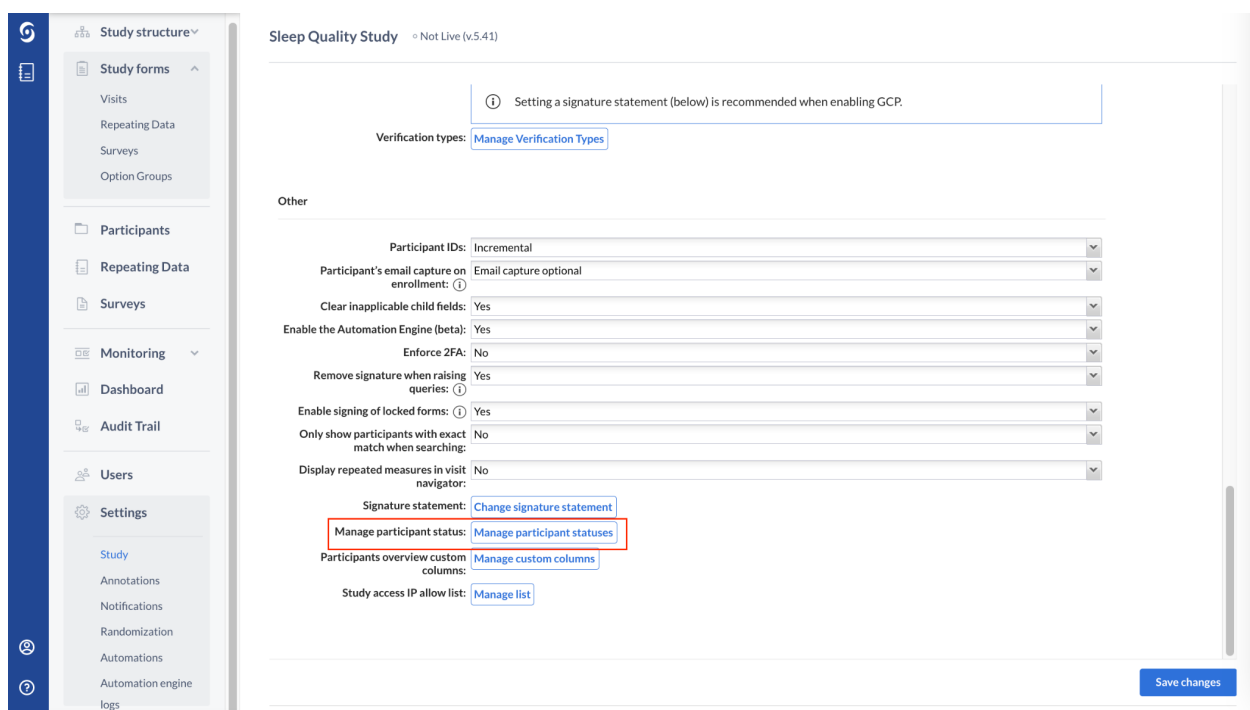 Study structure
Study forms
Visits
Repeating Data
Surveys
Option Groups
Participants
Repeating Data
Surveys
Monitoring
Dashboard
Audit Trail
Users
Settings
Study
Annotations
Notifications
Randomization
Automations
Automation engine
logs
Sleep Quality Study Not Live (v.5.41)
Setting a signature statement (below) is recommended when enabling GCP.
Verification types: Manage Verification Types
Other
Participant IDs: Incremental
Participant's email capture on Email capture optional
enrollment:
Clear inapplicable child fields: Yes
Enable the Automation Engine (beta): Yes
Enforce 2FA: No
Remove signature when raising Yes
queries:
Enable signing of locked forms: Yes
Only show participants with exact No
match when searching:
Display repeated measures in visit No
navigator:
Signature statement: Change signature statement
Manage participant status: Manage participant statuses
Participants overview custom Manage custom columns
columns:
Study access IP allow list: Manage list
Save changes